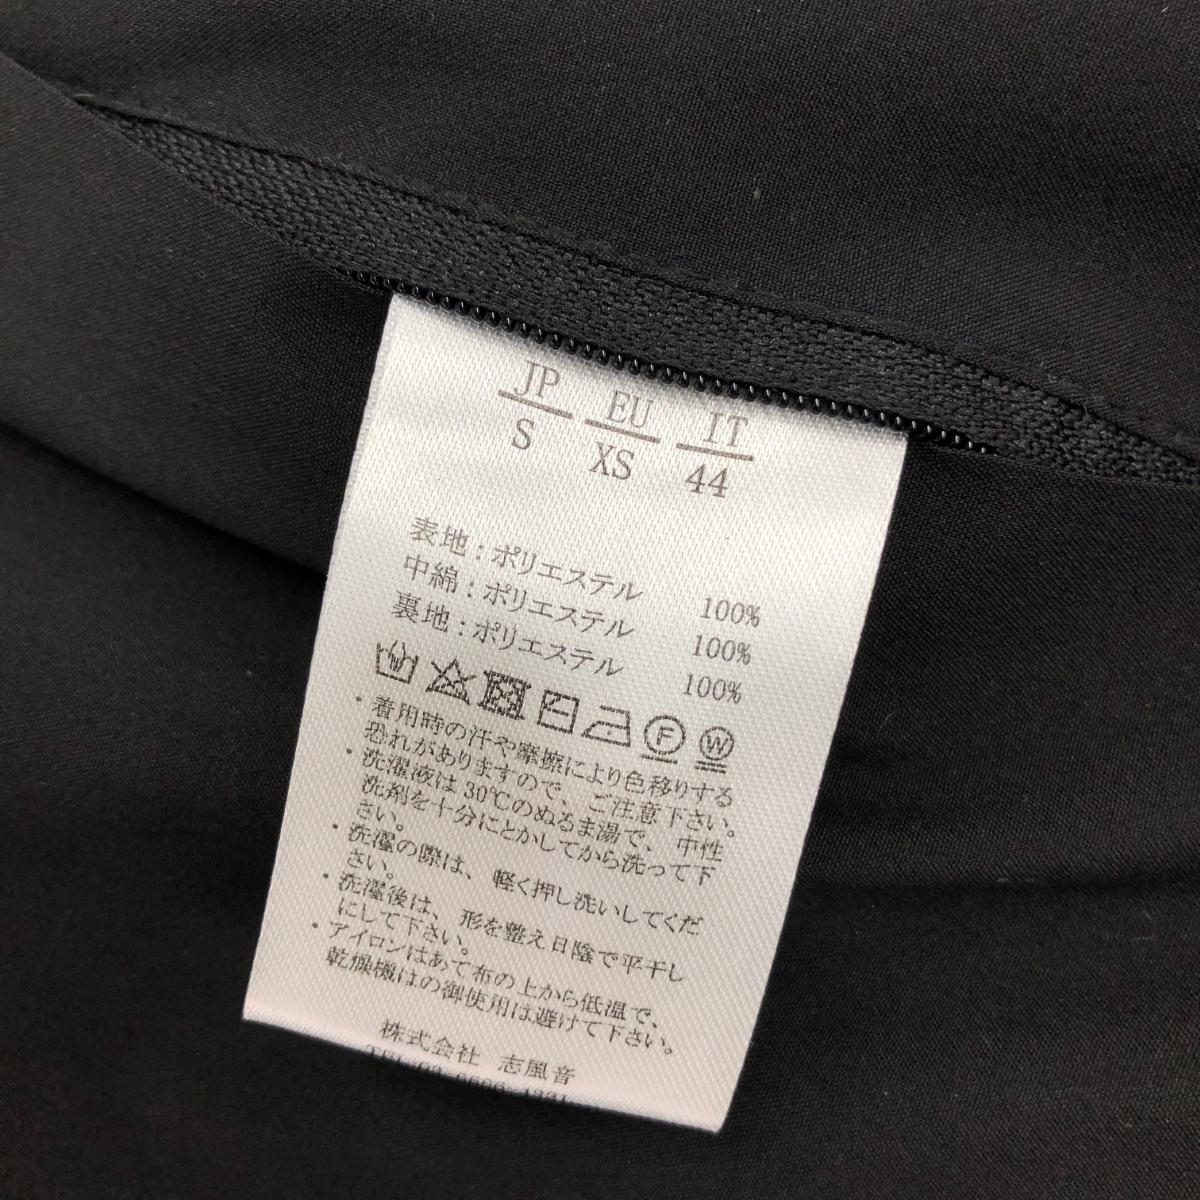 JP EU IT
S XS 44
表地：ポリエステル 100%
中綿：ポリエステル 100%
裏地：ポリエステル 100%
F W
・着用時の汗や摩擦により色移りする
恐れがありますので、ご注意下さい。
・洗濯液は30℃のぬるま湯で、中性
洗剤を十分にとかしてから洗って下
さい。
・洗濯の際は、軽く押し洗いしてくだ
さい。
・洗濯後は、形を整え日陰で平干し
にして下さい。
・アイロンはあて布の上から低温で、
乾燥機はの御使用は避けて下さい。
株式会社 志風音